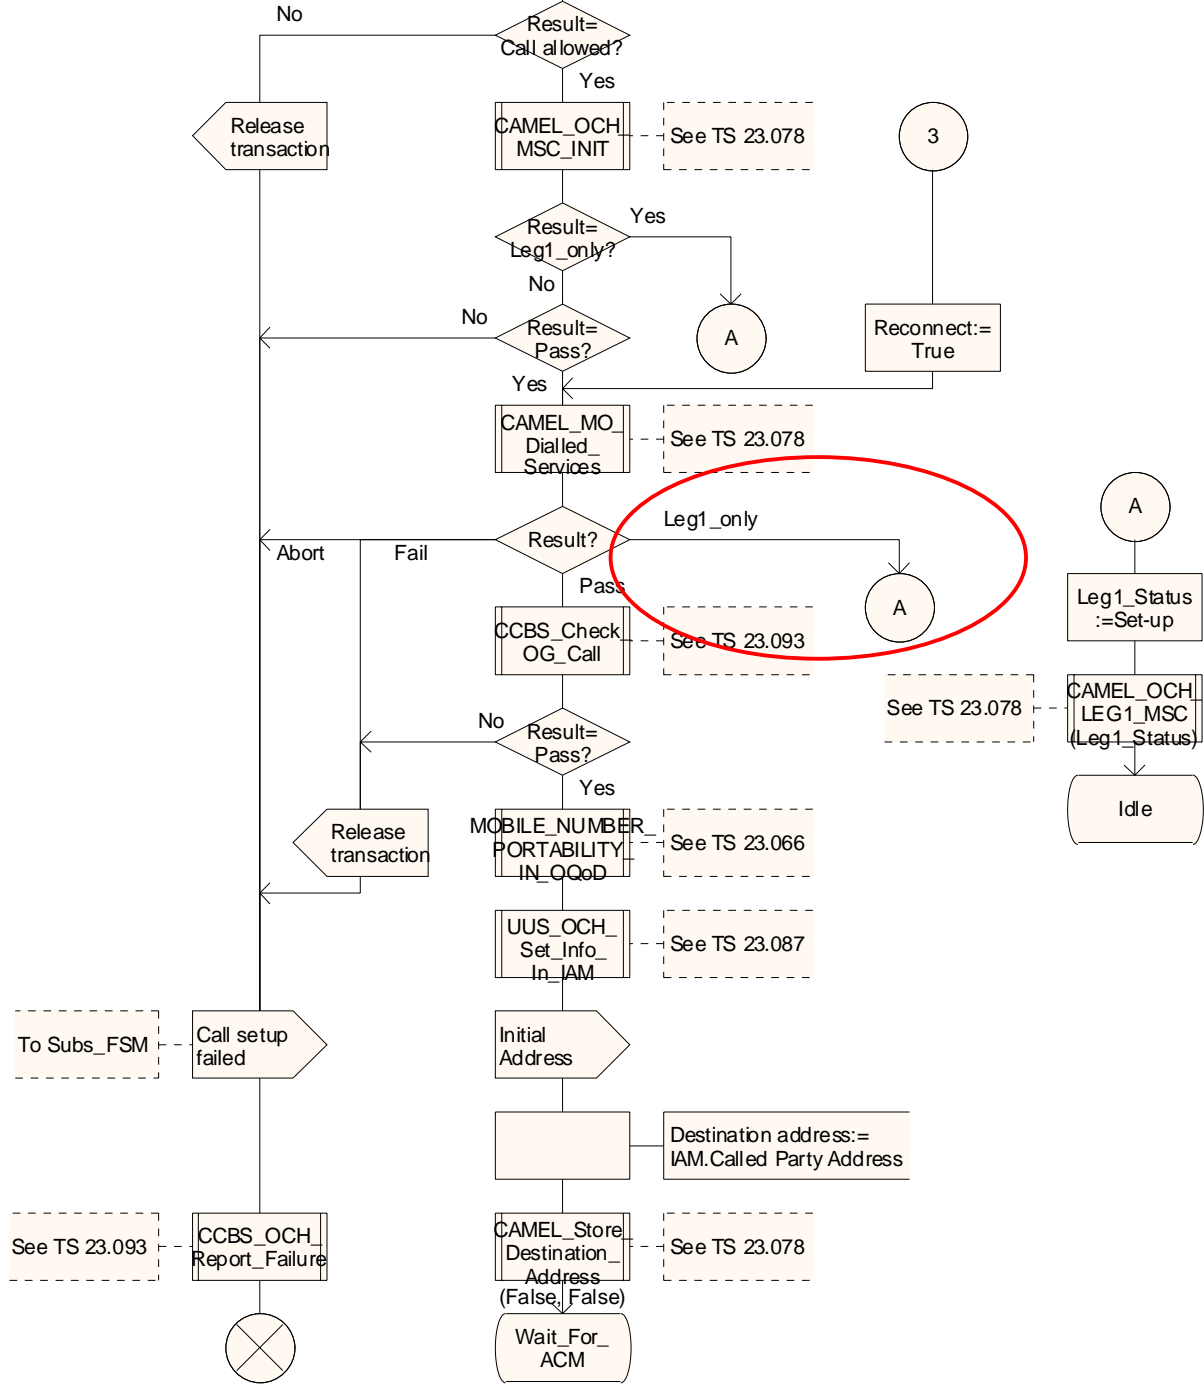 No
Result=
Call allowed?
Yes
Release
transaction
CAMEL_OCH_
MSC_INIT
See TS 23.078
3
Result=
Leg1_only?
Yes
No
No
Result=
Pass?
A
Reconnect:=
True
Yes
CAMEL_MO_
Dialled_
Services
See TS 23.078
Leg1_only
A
Abort
Fail
Result?
Pass
A
Leg1_Status
:=Set-up
CCBS_Check_
OG_Call
See TS 23.093
See TS 23.078
CAMEL_OCH_
LEG1_MSC
(Leg1_Status)
No
Result=
Pass?
Yes
Idle
Release
transaction
MOBILE_NUMBER_
PORTABILITY_
IN_OQoD
See TS 23.066
UUS_OCH_
Set_Info_
In_IAM
See TS 23.087
To Subs_FSM
Call setup
failed
Initial
Address
Destination address:=
IAM.Called Party Address
See TS 23.093
CCBS_OCH_
Report_Failure
CAMEL_Store_
Destination_
Address
(False, False)
See TS 23.078
Wait_For_
ACM